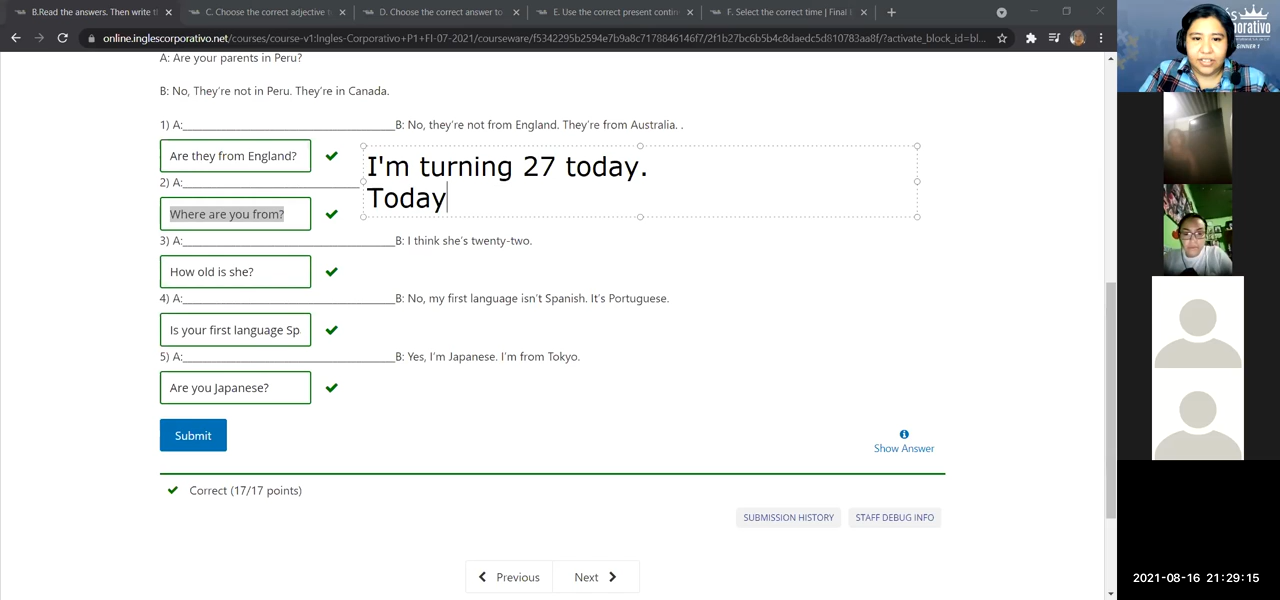 B.Read the answers. Then write th
C. Choose the correct adjective t
D. Choose the correct answer to
E. Use the correct present contin
F. Select the correct time | Final
online.inglescorporativo.net/courses/course-v1:Ingles-Corporativo+P1+FI-07-2021/courseware/f5342295b2594e7b9a8c7178846146f7/2f1b27bc6b5b4c8daedc5d810783aa8f/?activate_block_id=bl...
A: Are your parents in Peru?
B: No, They're not in Peru. They're in Canada.
1) A:__________________________________B: No, they're not from England. They're from Australia. .
Are they from England?
I'm turning 27 today.
2) A:
Today
Where are you from?
3) A:__________________________________B: I think she's twenty-two.
How old is she?
4) A:__________________________________B: No, my first language isn't Spanish. It's Portuguese.
Is your first language Sp
5) A:__________________________________B: Yes, I'm Japanese. I'm from Tokyo.
Are you Japanese?
Submit
Show Answer
Correct (17/17 points)
SUBMISSION HISTORY
STAFF DEBUG INFO
Previous
Next
2021-08-16 21:29:15